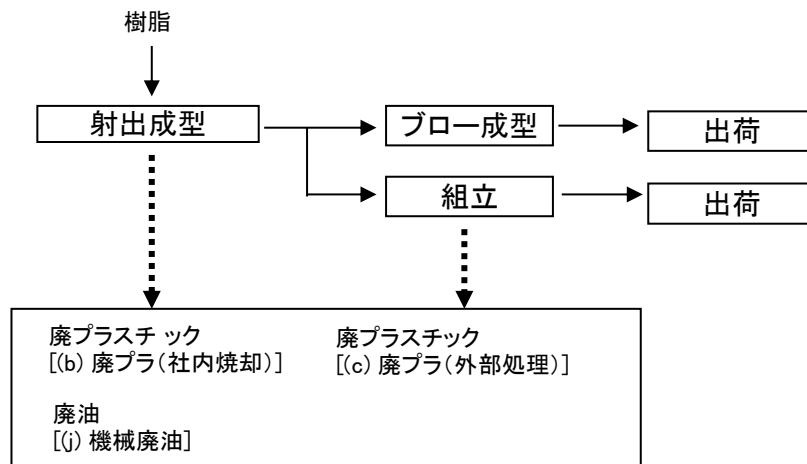 樹脂
射出成型
ブロー成型
出荷
組立
出荷
廃プラスチック
[(b) 廃プラ(社内焼却)]
廃プラスチック
[(c) 廃プラ(外部処理)]
廃油
[(j) 機械廃油]